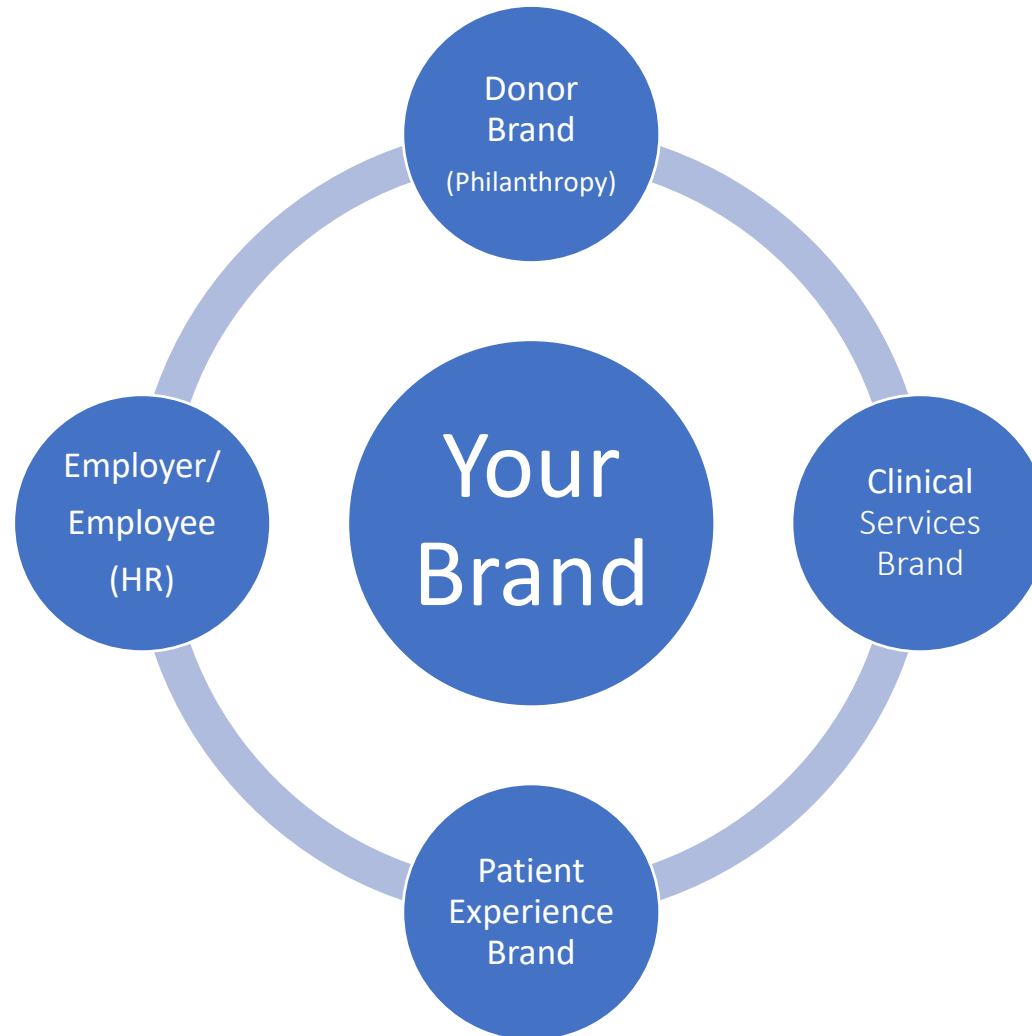 Donor
Brand
(Philanthropy)
Employer/
Employee
(HR)
Your
Brand
Clinical
Services
Brand
Patient
Experience
Brand